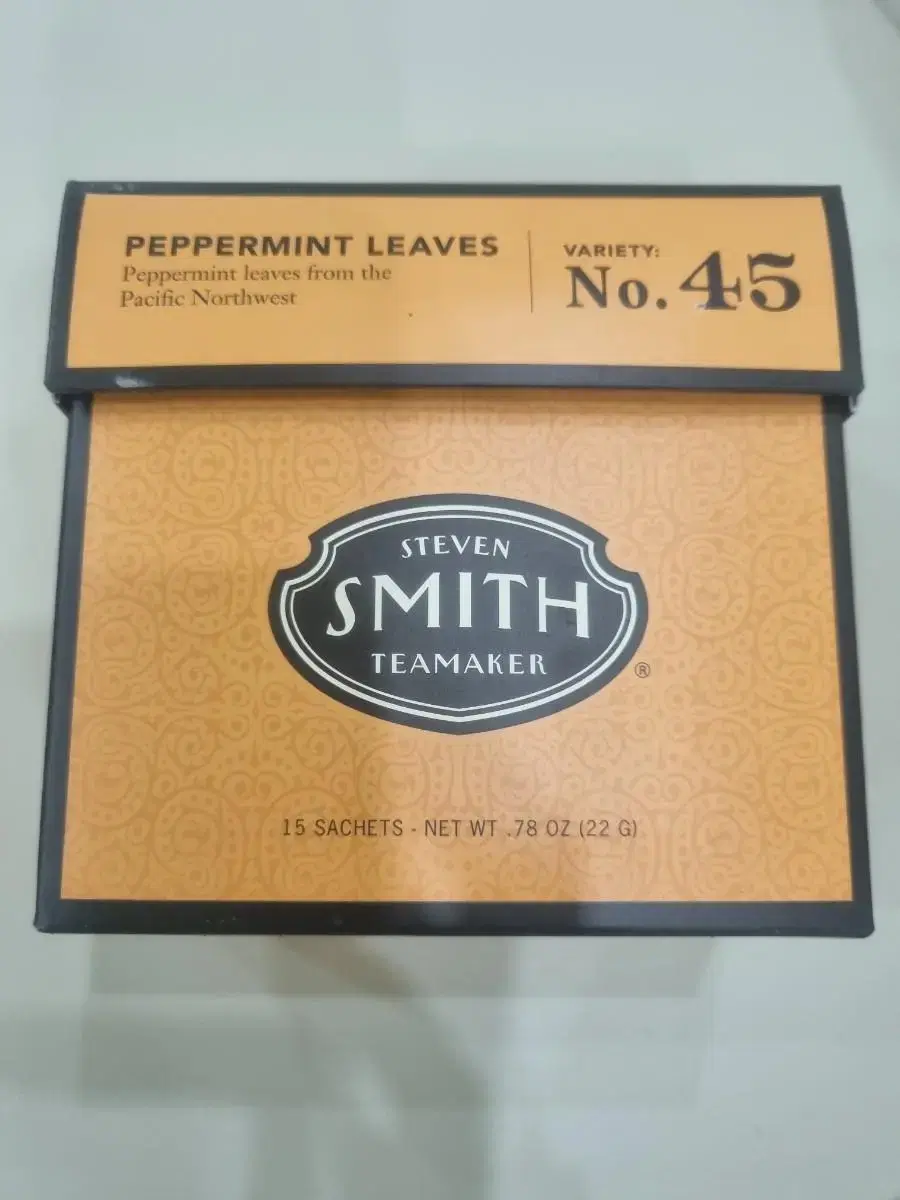 PEPPERMINT LEAVES
Peppermint leaves from the
Pacific Northwest
VARIETY:
No. 45
STEVEN
SMITH
TEAMAKER
®
15 SACHETS - NET WT .78 OZ (22 G)